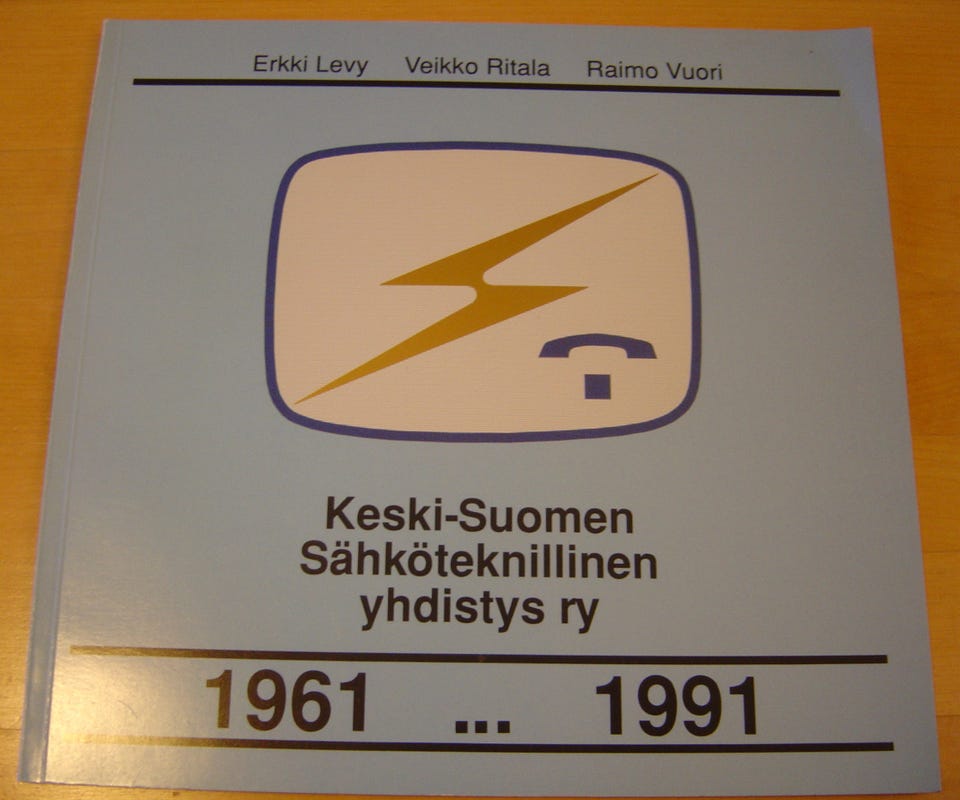 Erkki Levy Veikko Ritala Raimo Vuori
Keski-Suomen
Sähköteknillinen
yhdistys ry
1961 ... 1991